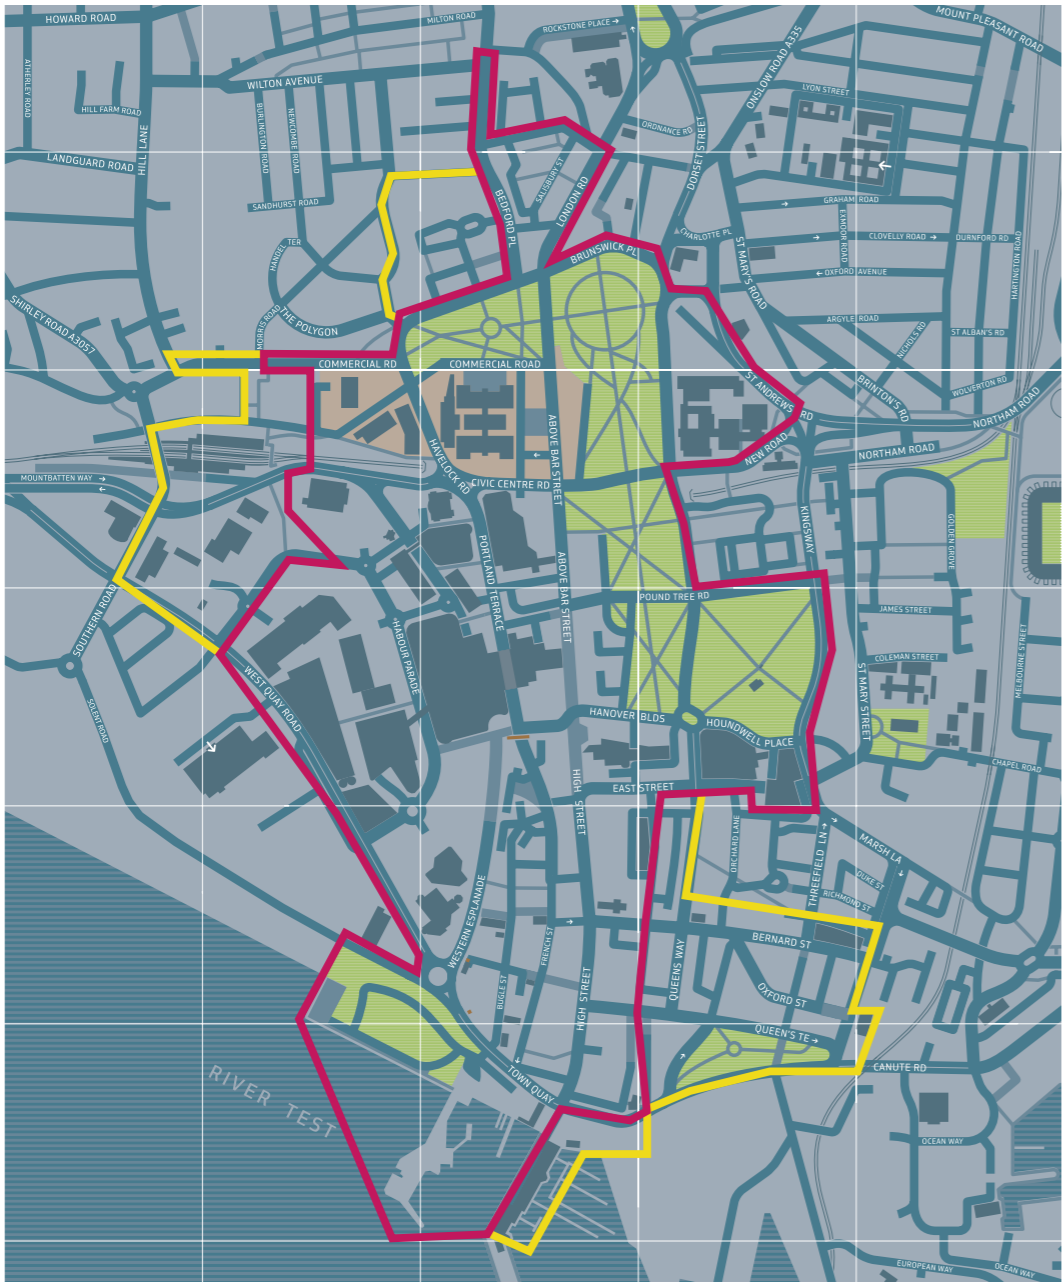 HOWARD ROAD
MILTON ROAD
ROCKSTONE PLACE
MOUNT PLEASANT ROAD
ATHERLEY ROAD
WILTON AVENUE
ONSLOW ROAD A335
LYON STREET
HILL FARM ROAD
BURLINGTON ROAD
NEWCOMBE ROAD
HILL LANE
ORDNANCE RD
DORSET STREET
LANDGUARD ROAD
SALISBURY ST
LONDON RD
BEDFORD PL
SANDHURST ROAD
GRAHAM ROAD
EXMOOR ROAD
CHARLOTTE PL
CLOVELLY ROAD
DURNFORD RD
HARTINGTON ROAD
HANDEL TER
BRUNSWICK PL
ST MARY'S ROAD
OXFORD AVENUE
SHIRLEY ROAD A3057
MORRIS ROAD
THE POLYGON
ARGYLE ROAD
NICHOLS RD
ST ALBAN'S RD
COMMERCIAL RD
COMMERCIAL ROAD
ST ANDREWS RD
BRINTON'S RD
WOLVERTON RD
NORTHAM ROAD
HAVELOCK RD
ABOVE BAR STREET
NEW ROAD
NORTHAM ROAD
MOUNTBATTEN WAY
CIVIC CENTRE RD
KINGSWAY
GOLDEN GROVE
PORTLAND TERRACE
ABOVE BAR STREET
SOUTHERN ROAD
POUND TREE RD
JAMES STREET
HABOUR PARADE
MELBOURNE STREET
COLEMAN STREET
WEST QUAY ROAD
ST MARY STREET
SOLENT ROAD
HANOVER BLDS
HOUNDWELL PLACE
CHAPEL ROAD
HIGH STREET
EAST STREET
ORCHARD LANE
THREEFIELD LN
MARSH LA
DUKE ST
RICHMOND ST
WESTERN ESPLANADE
FRENCH ST
BERNARD ST
QUEENS WAY
BUGLE ST
HIGH STREET
OXFORD ST
QUEEN'S TE
TOWN QUAY
CANUTE RD
RIVER TEST
OCEAN WAY
EUROPEAN WAY
OCEAN WAY